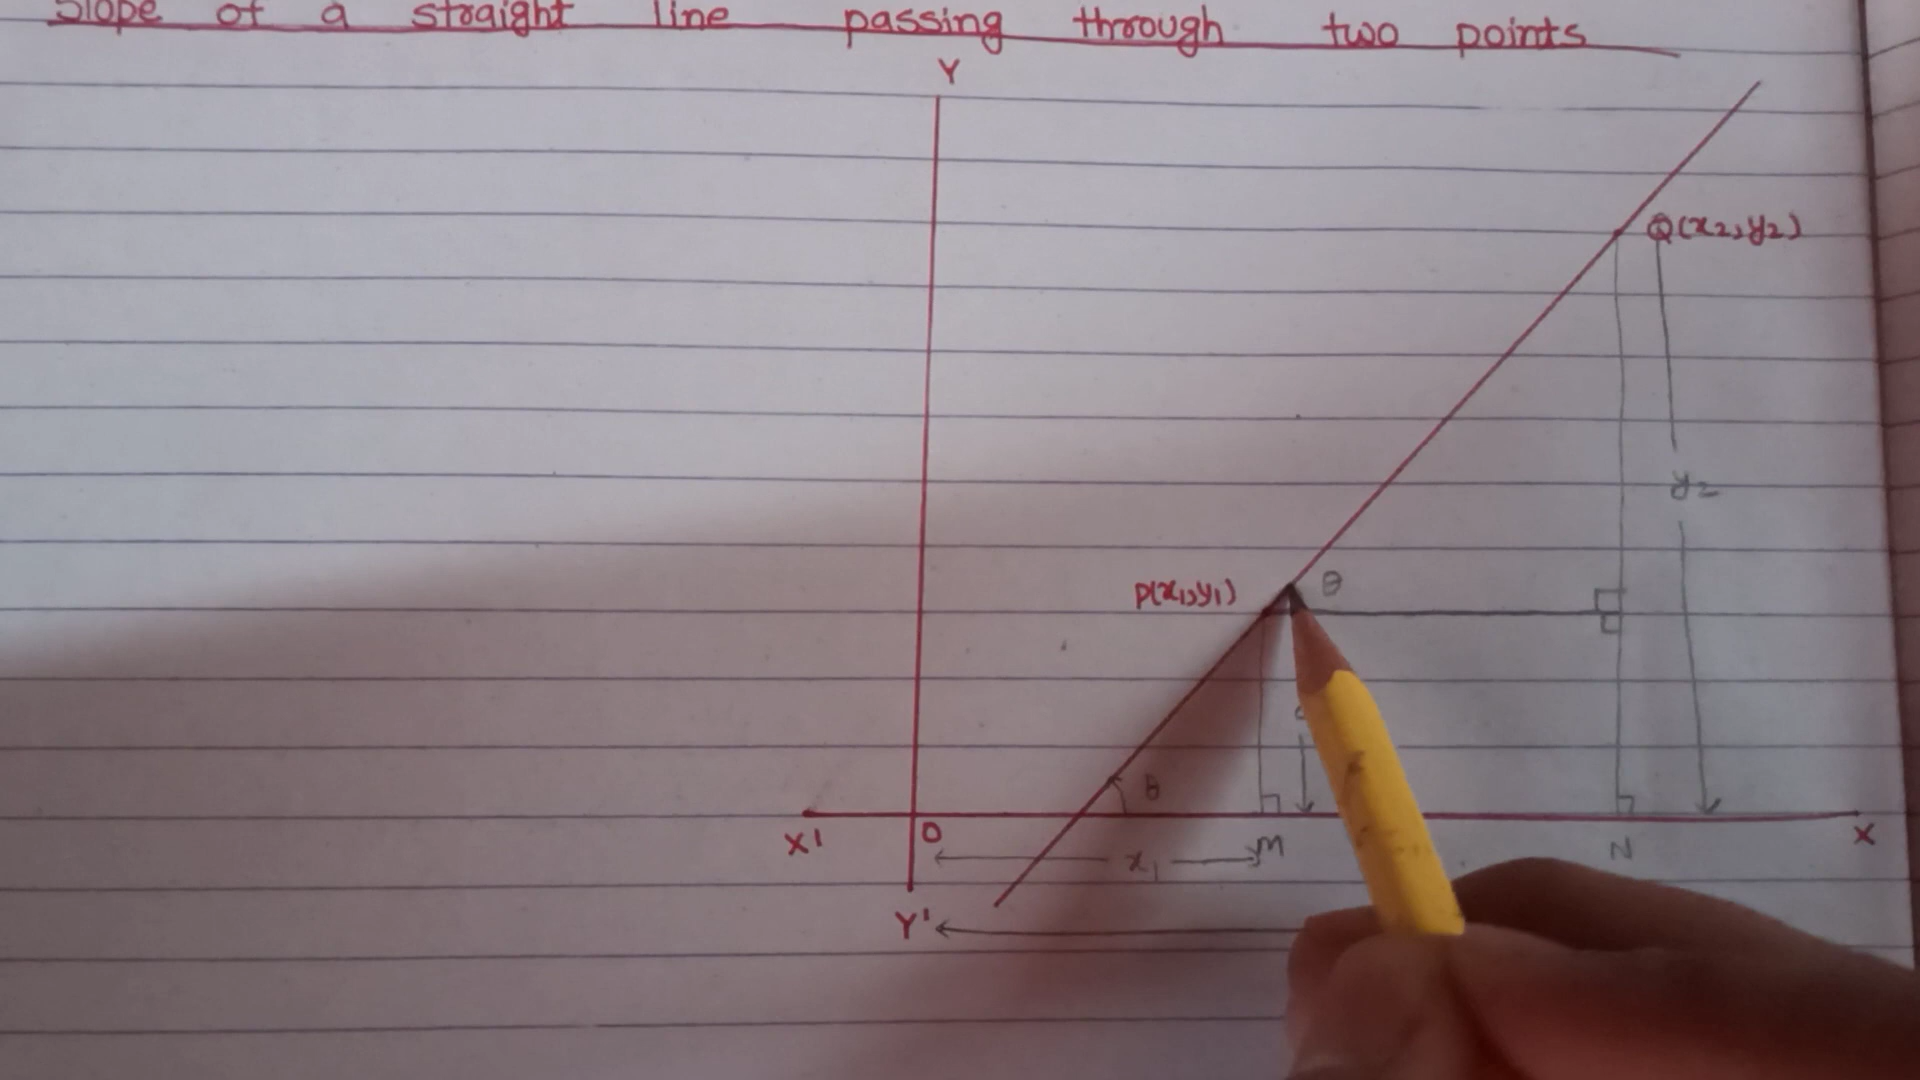 Slope of a straight line passing through two points
Y
Q(x2,y2)
y2
P(x1,y1) θ
θ
X' O M N X
x1
Y'